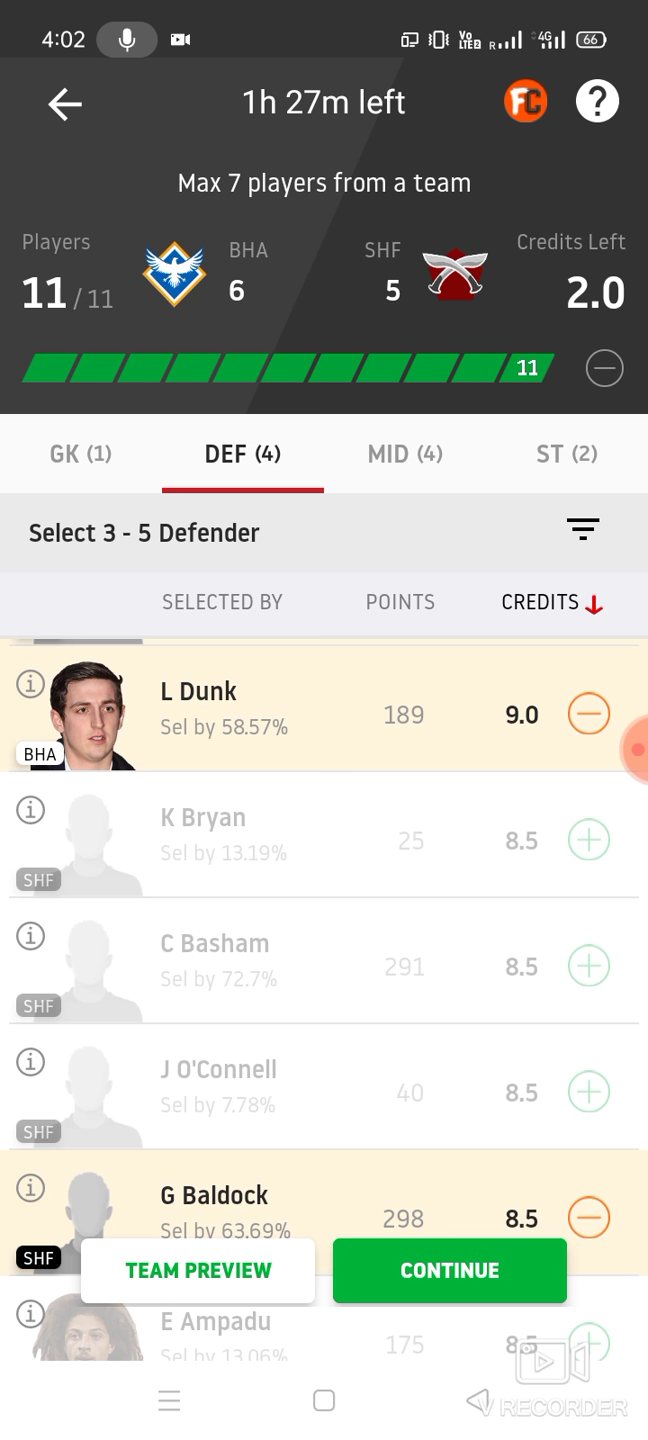 4:02
Vo
LTE2
R
4G
66
1h 27m left
FC
?
Max 7 players from a team
Players
BHA
SHF
Credits Left
11 / 11
6
5
2.0
11
GK (1)
DEF (4)
MID (4)
ST (2)
Select 3 - 5 Defender
SELECTED BY
POINTS
CREDITS
L Dunk
Sel by 58.57%
189
9.0
BHA
K Bryan
Sel by 13.19%
25
8.5
SHF
C Basham
Sel by 72.7%
291
8.5
SHF
J O'Connell
Sel by 7.78%
40
8.5
SHF
G Baldock
Sel by 63.69%
298
8.5
SHF
TEAM PREVIEW
CONTINUE
E Ampadu
Sel by 13.06%
175
8.5
V RECORDER